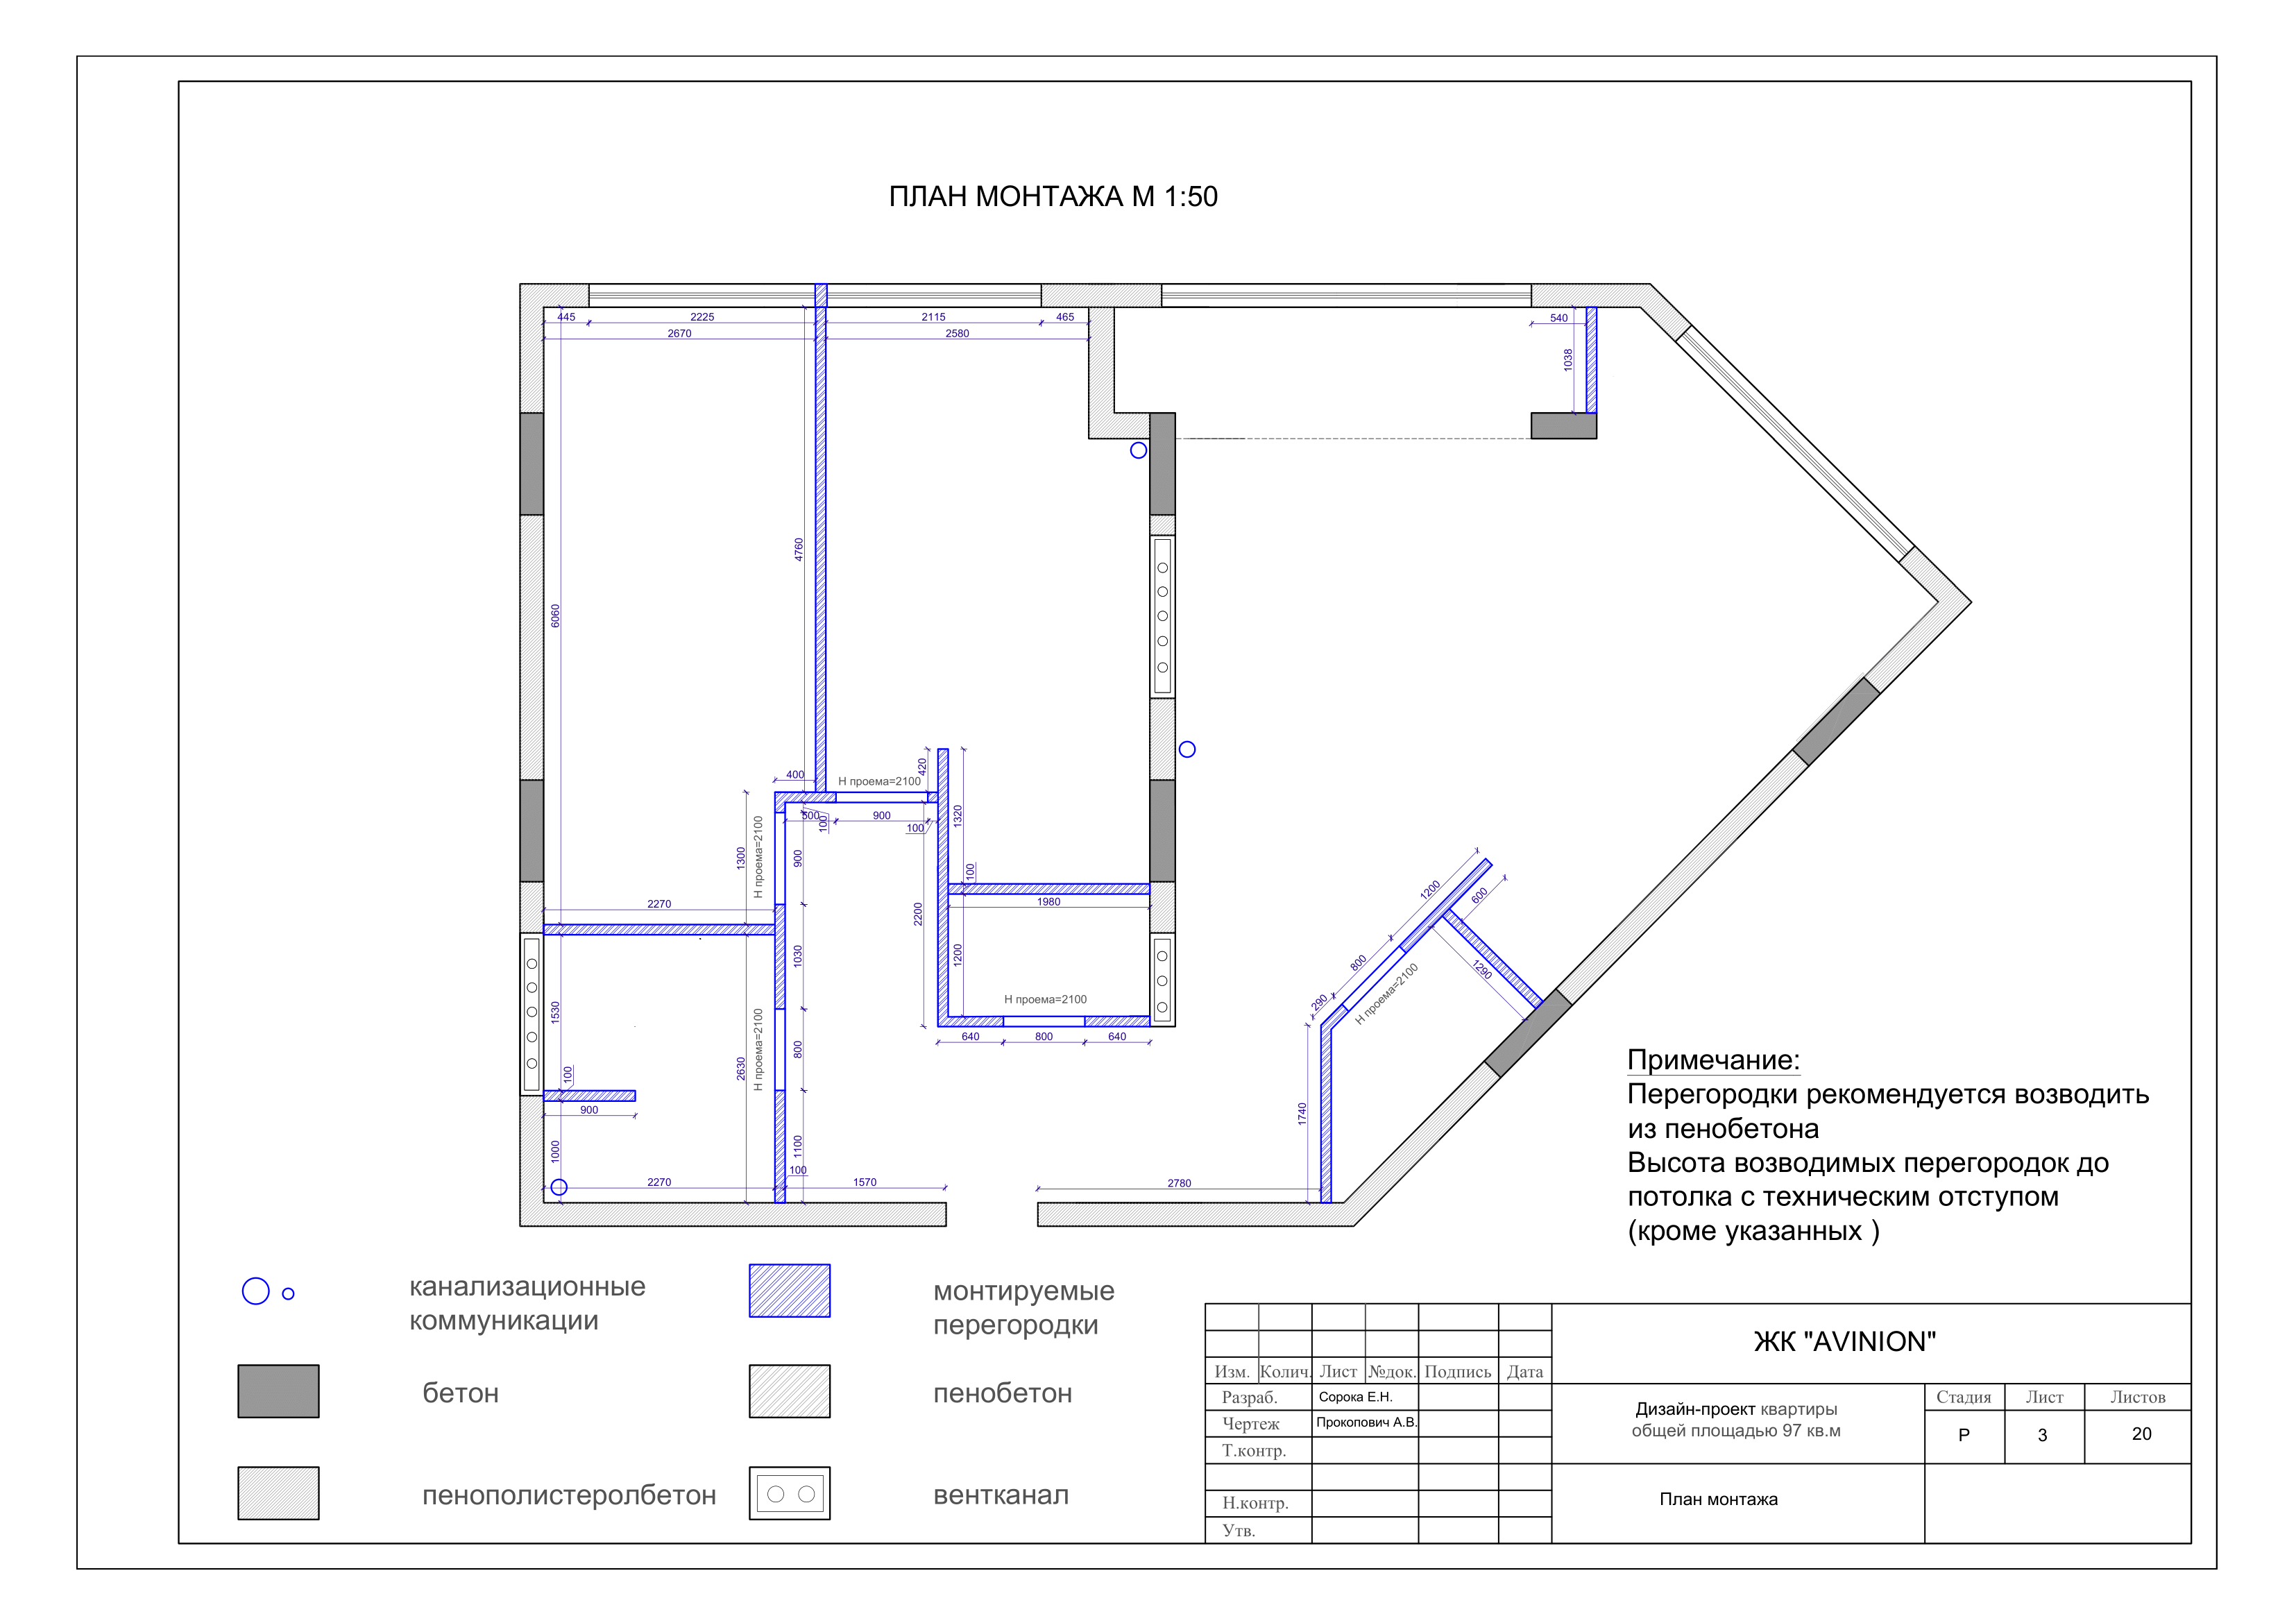 ПЛАН МОНТАЖА М 1:50
445
2225
2115
465
540
2670
2580
1038
4760
6060
400
Н проема=2100
420
500
100
900
100
1320
1300
Н проема=2100
900
100
2270
1980
2200
1200
1030
1200
600
800
1290
290
Н проема=2100
Н проема=2100
1530
2630
Н проема=2100
800
640
800
640
100
900
1000
1100
100
1740
2270
1570
2780
Примечание:
Перегородки рекомендуется возводить
из пенобетона
Высота возводимых перегородок до
потолка с техническим отступом
(кроме указанных )
канализационные
коммуникации
монтируемые
перегородки
бетон
пенобетон
пенополистеролбетон
вентканал
ЖК "AVINION"
Изм. Колич. Лист №док. Подпись Дата
Разраб. Сорока Е.Н.
Чертеж Прокопович А.В.
Т.контр.
Н.контр.
Утв.
Дизайн-проект квартиры
общей площадью 97 кв.м
Стадия Лист Листов
Р 3 20
План монтажа